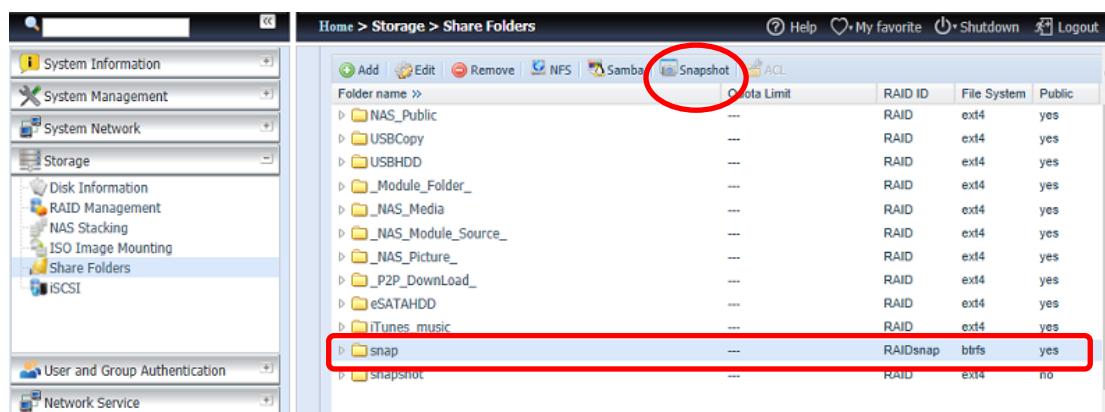 Home > Storage > Share Folders
Help My favorite Shutdown Logout
System Information
System Management
System Network
Storage
Disk Information
RAID Management
NAS Stacking
ISO Image Mounting
Share Folders
iSCSI
User and Group Authentication
Network Service
Add Edit Remove NFS Samba Snapshot ACL
Folder name » Quota Limit RAID ID File System Public
NAS_Public --- RAID ext4 yes
USBCopy --- RAID ext4 yes
USBHDD --- RAID ext4 yes
_Module_Folder_ --- RAID ext4 yes
_NAS_Media --- RAID ext4 yes
_NAS_Module_Source_ --- RAID ext4 yes
_NAS_Picture_ --- RAID ext4 yes
_P2P_DownLoad_ --- RAID ext4 yes
eSATAHDD --- RAID ext4 yes
iTunes_music --- RAID ext4 yes
snap --- RAIDsnap btrfs yes
snapshot --- RAID ext4 no